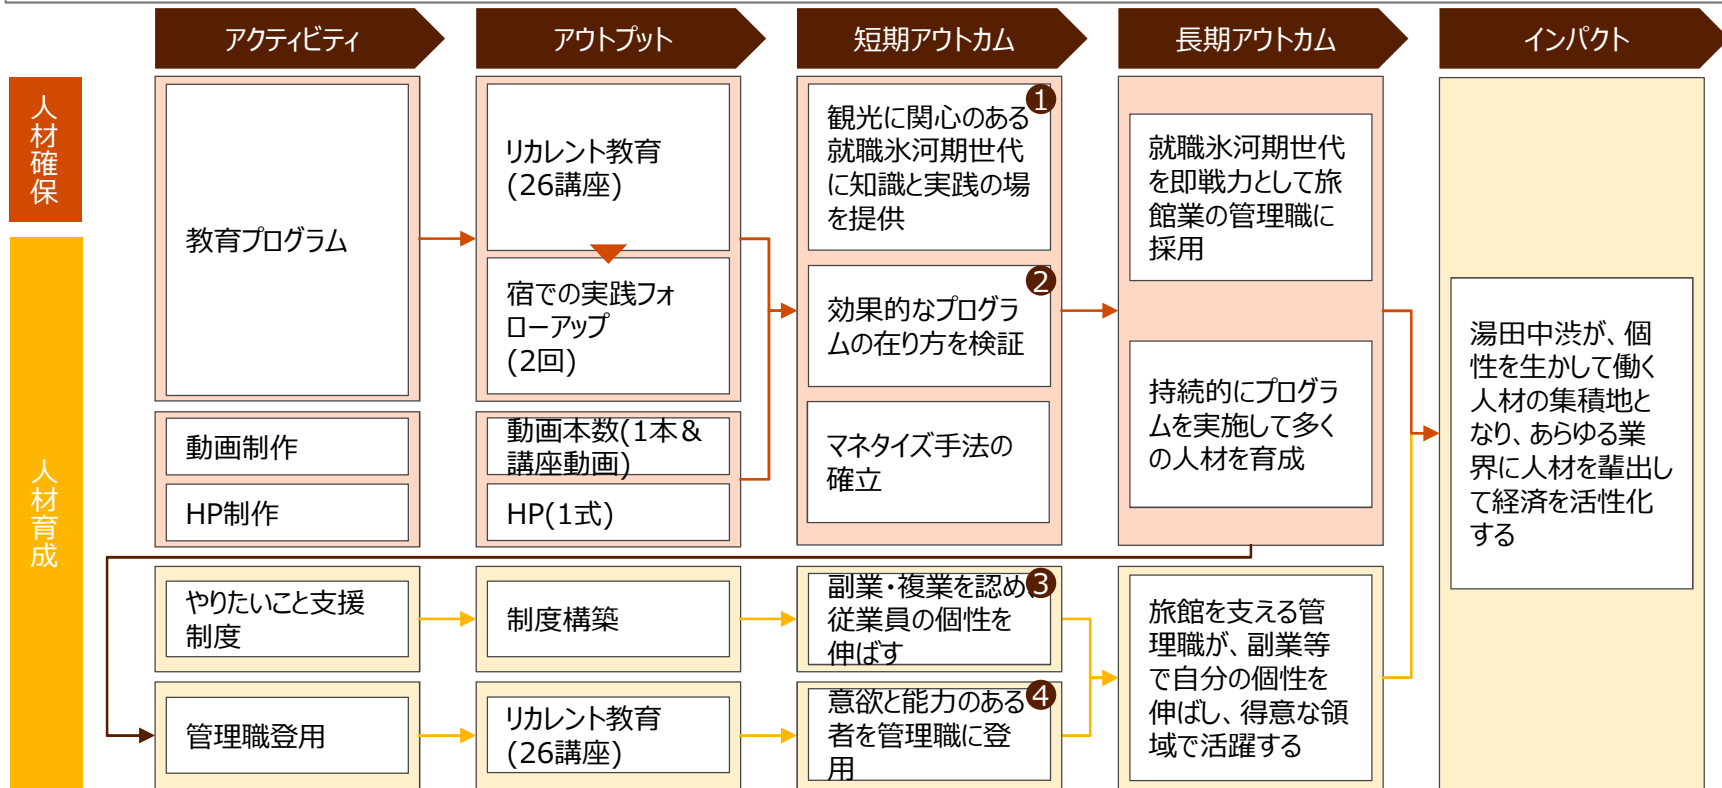 アクティビティ
アウトプット
短期アウトカム
長期アウトカム
インパクト
人材確保
人材育成
教育プログラム
リカレント教育
(26講座)
宿での実践フォ
ローアップ
(2回)
1
観光に関心のある
就職氷河期世代
に知識と実践の場
を提供
2
効果的なプログラ
ムの在り方を検証
マネタイズ手法の
確立
就職氷河期世代
を即戦力として旅
館業の管理職に
採用
持続的にプログラ
ムを実施して多く
の人材を育成
湯田中渋が、個
性を生かして働く
人材の集積地と
なり、あらゆる業
界に人材を輩出し
て経済を活性化
する
動画制作
動画本数(1本&
講座動画)
HP制作
HP(1式)
やりたいこと支援
制度
制度構築
3
副業・複業を認め、
従業員の個性を
伸ばす
旅館を支える管
理職が、副業等
で自分の個性を
伸ばし、得意な領
域で活躍する
管理職登用
リカレント教育
(26講座)
4
意欲と能力のある
者を管理職に登
用